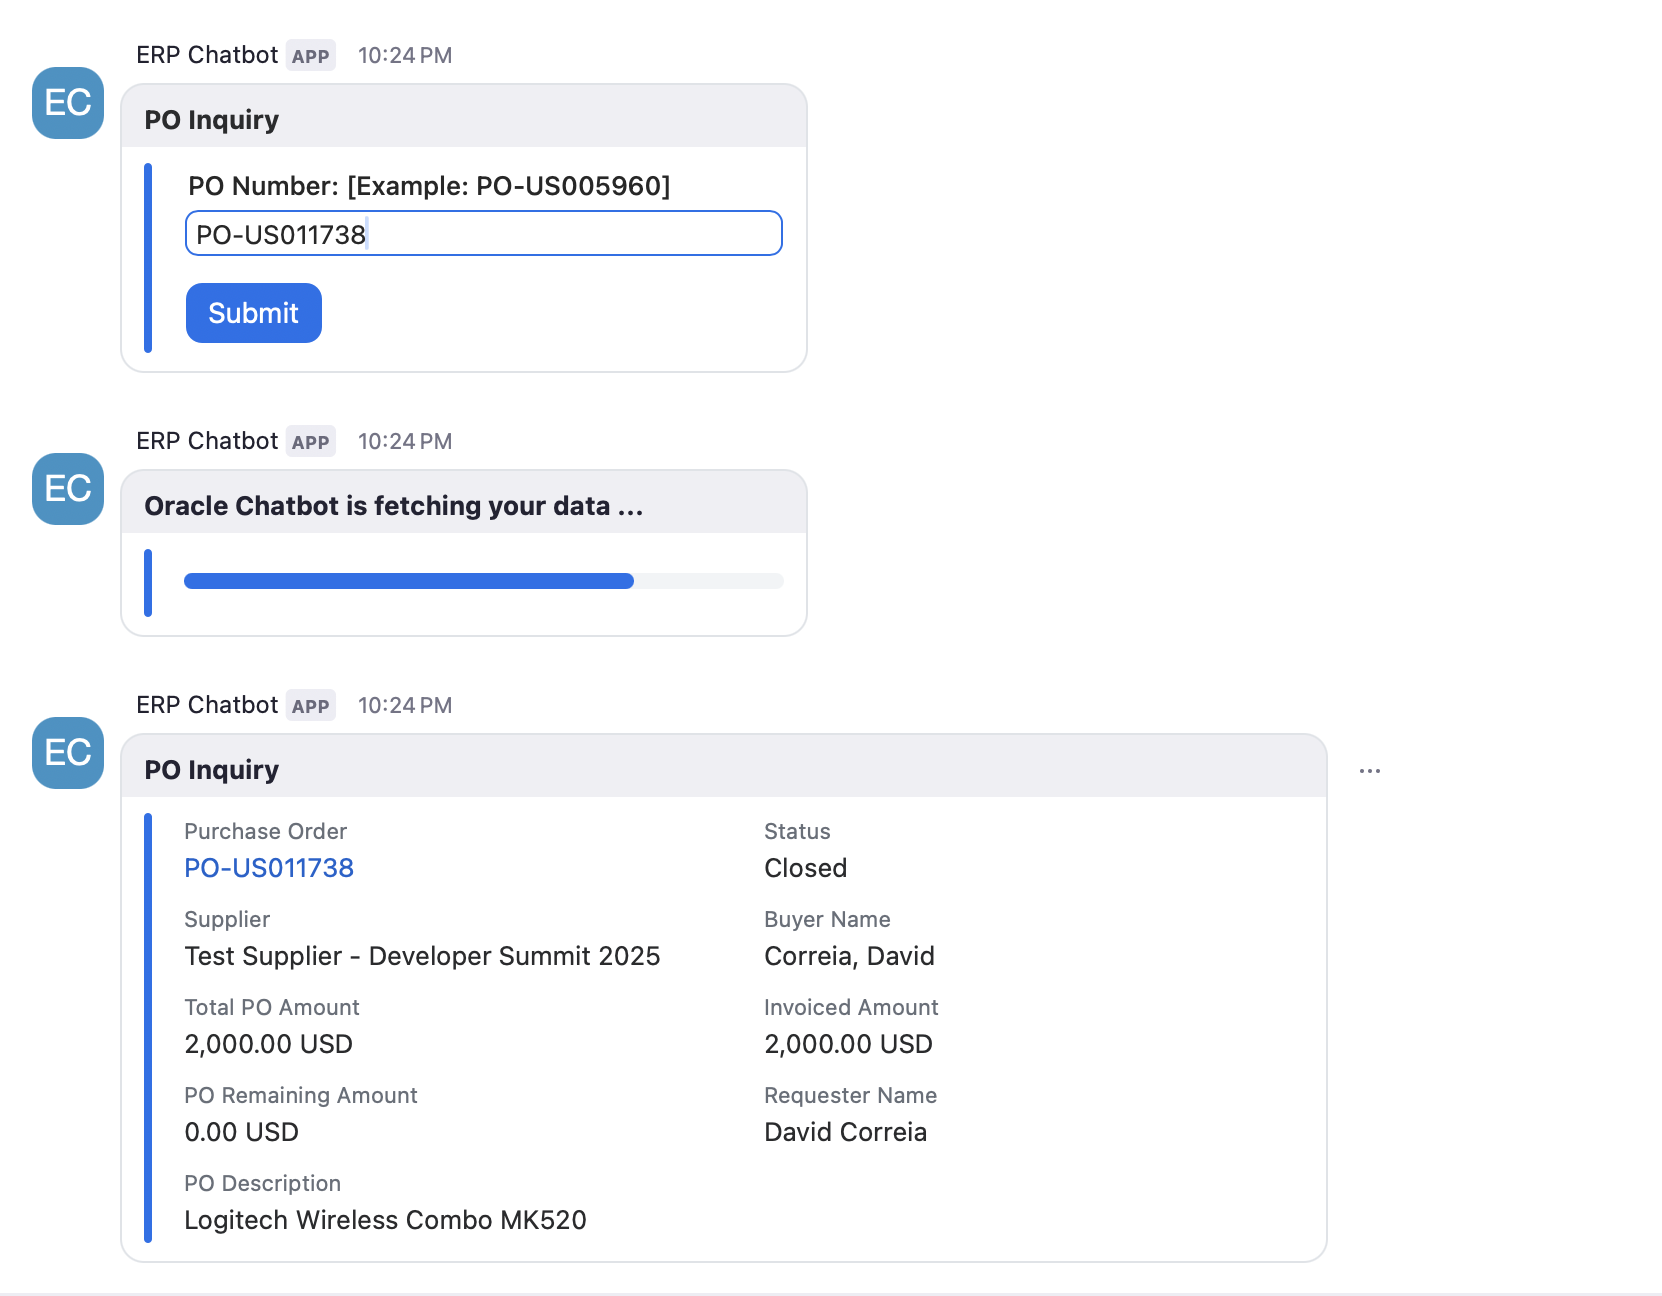 ERP Chatbot APP 10:24 PM
EC
PO Inquiry
PO Number: [Example: PO-US005960]
PO-US011738
Submit
ERP Chatbot APP 10:24 PM
EC
Oracle Chatbot is fetching your data ...
ERP Chatbot APP 10:24 PM
EC
PO Inquiry
Purchase Order
PO-US011738
Status
Closed
Supplier
Test Supplier - Developer Summit 2025
Buyer Name
Correia, David
Total PO Amount
2,000.00 USD
Invoiced Amount
2,000.00 USD
PO Remaining Amount
0.00 USD
Requester Name
David Correia
PO Description
Logitech Wireless Combo MK520